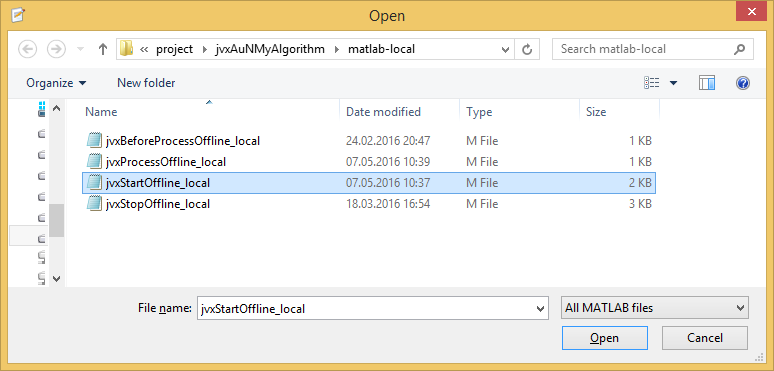 Open
« project jvxAuNMyAlgorithm matlab-local Search matlab-local
Organize New folder
Name Date modified Type Size
jvxBeforeProcessOffline_local 24.02.2016 20:47 M File 1 KB
jvxProcessOffline_local 07.05.2016 10:39 M File 1 KB
jvxStartOffline_local 07.05.2016 10:37 M File 2 KB
jvxStopOffline_local 18.03.2016 16:54 M File 3 KB
File name: jvxStartOffline_local All MATLAB files
Open Cancel